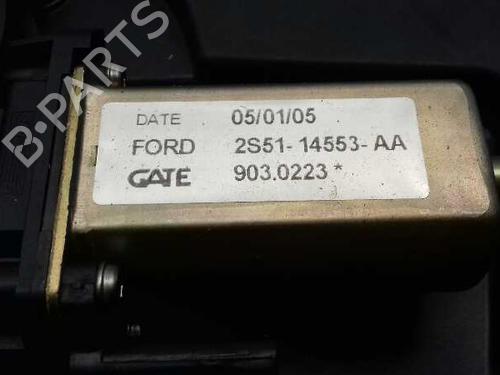 B-PARTS
DATE 05/01/05
FORD 2S51-14553-AA
GATE 903.0223*